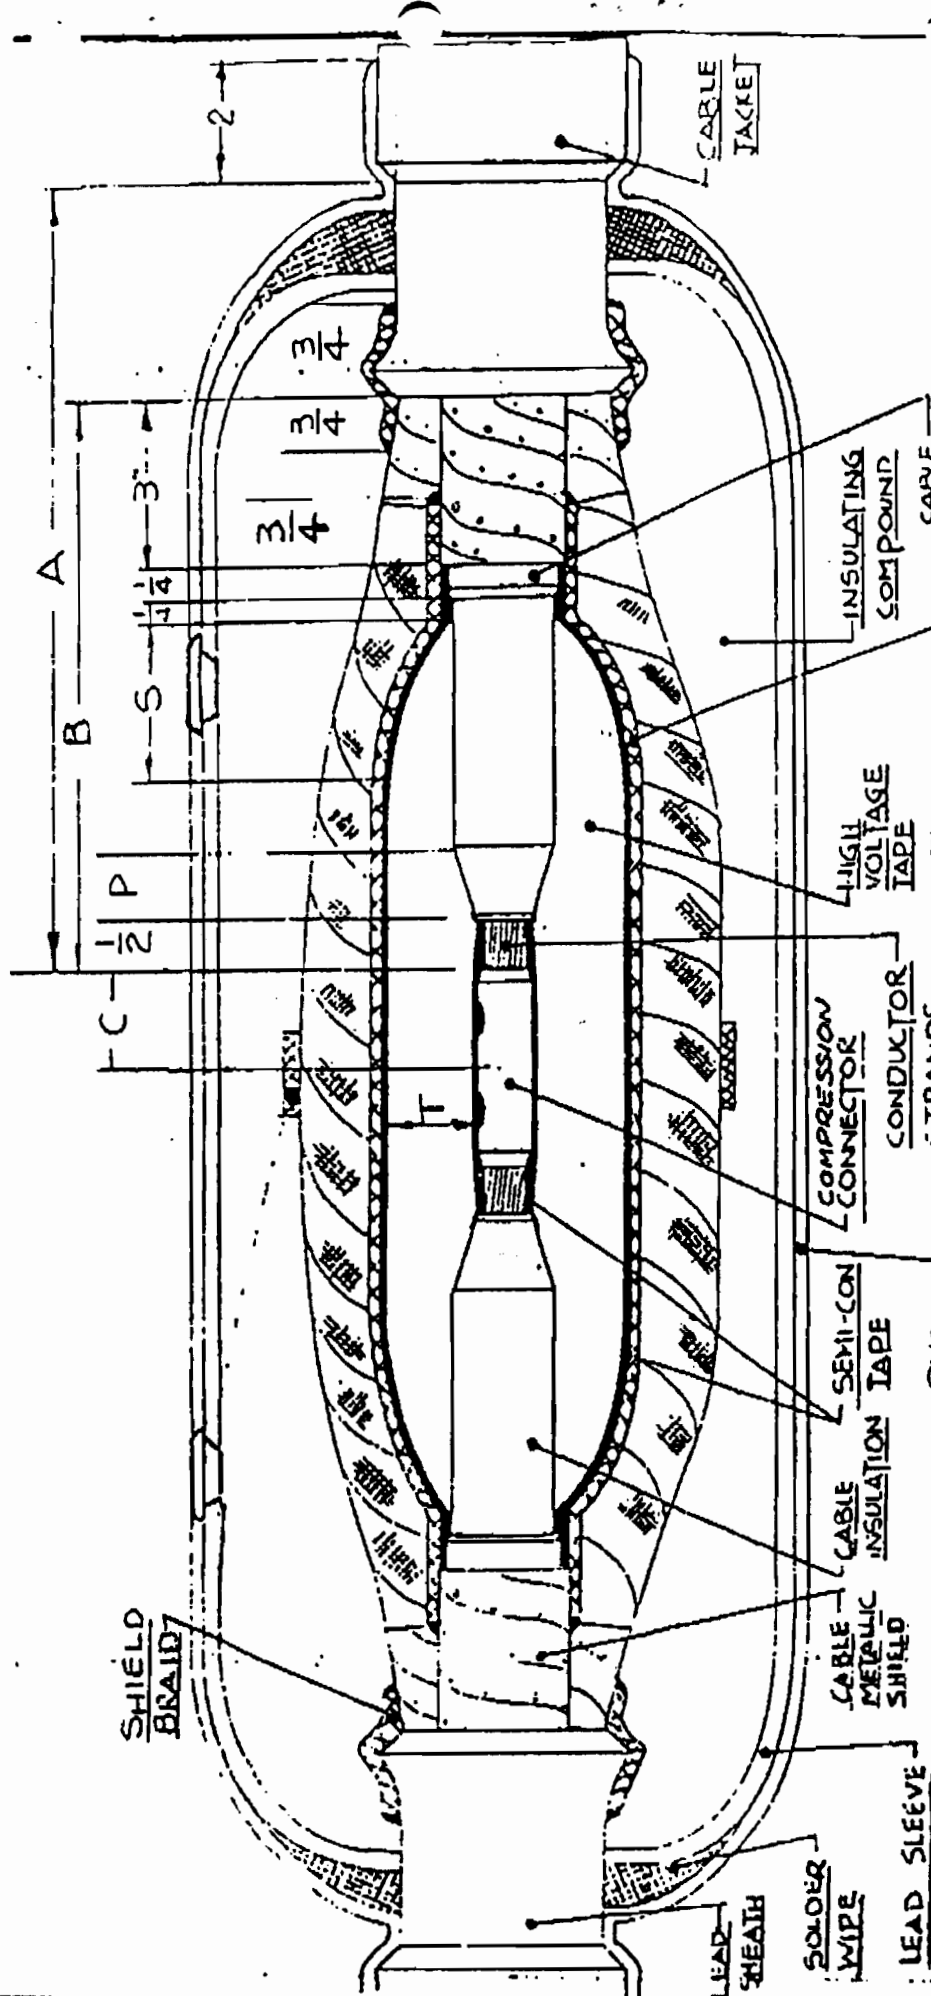 CABLE
JACKET
2
A
B
3"
1/4
1/4
S
P
1/2
C
T
3/4
3/4
3/4
INSULATING
COMPOUND
CABLE
HIGH
VOLTAGE
TAPE
CONDUCTOR
STRANDS
COMPRESSION
CONNECTOR
SEMI-CON
TAPE
CABLE
INSULATION
CABLE
METALLIC
SHIELD
SHIELD
BRAID
LEAD SLEEVE
SOLDER
WIPE
LEAD
SHEATH